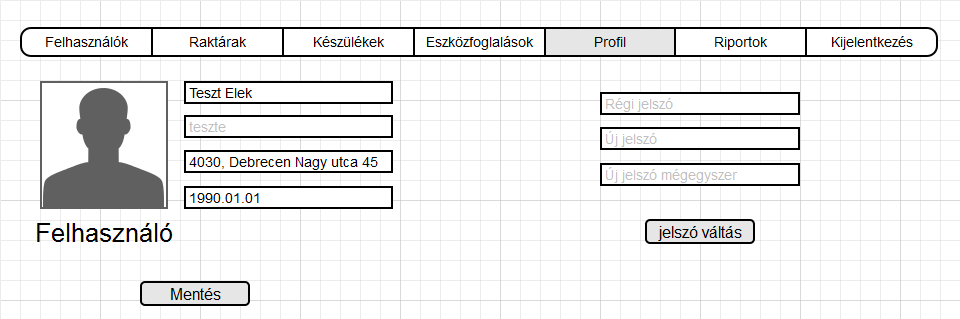 Felhasználók Raktárak Készülékek Eszközfoglalások Profil Riportok Kijelentkezés
Teszt Elek
teszte
4030, Debrecen Nagy utca 45
1990.01.01
Felhasználó
Mentés
Régi jelszó
Új jelszó
Új jelszó mégegyszer
jelszó váltás